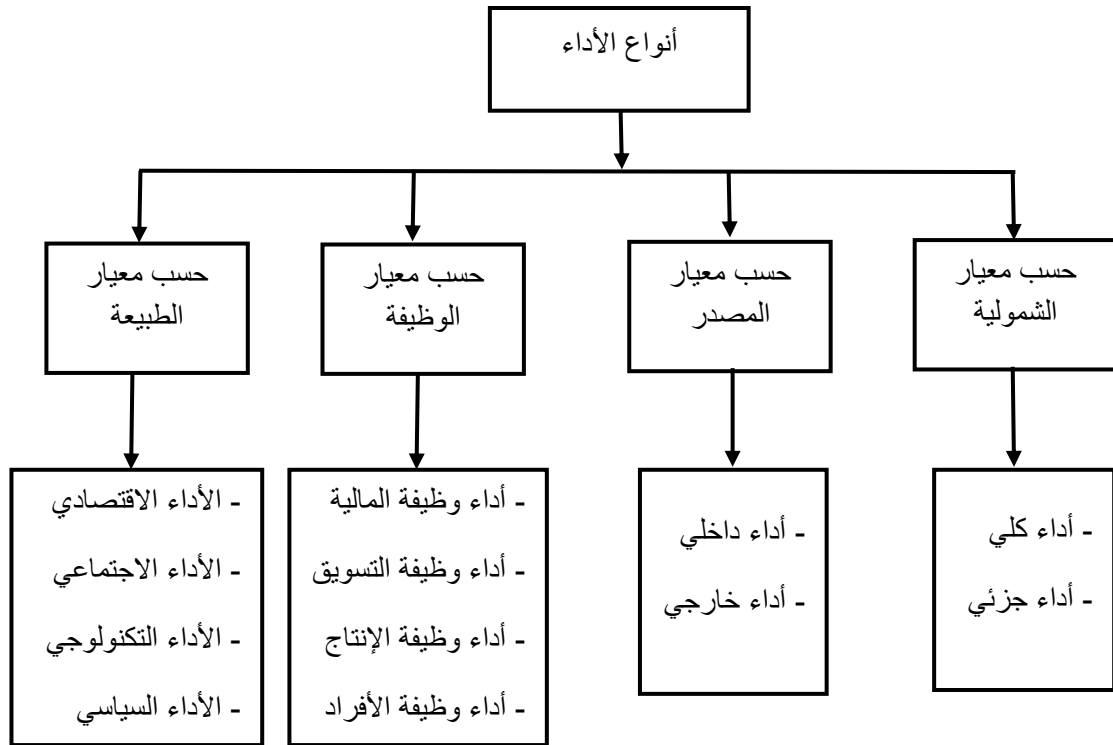 أنواع الأداء
حسب معيار
الشمولية
حسب معيار
المصدر
حسب معيار
الوظيفة
حسب معيار
الطبيعة
- أداء كلي
- أداء جزئي
- أداء داخلي
- أداء خارجي
- أداء وظيفة المالية
- أداء وظيفة التسويق
- أداء وظيفة الإنتاج
- أداء وظيفة الأفراد
- الأداء الاقتصادي
- الأداء الاجتماعي
- الأداء التكنولوجي
- الأداء السياسي